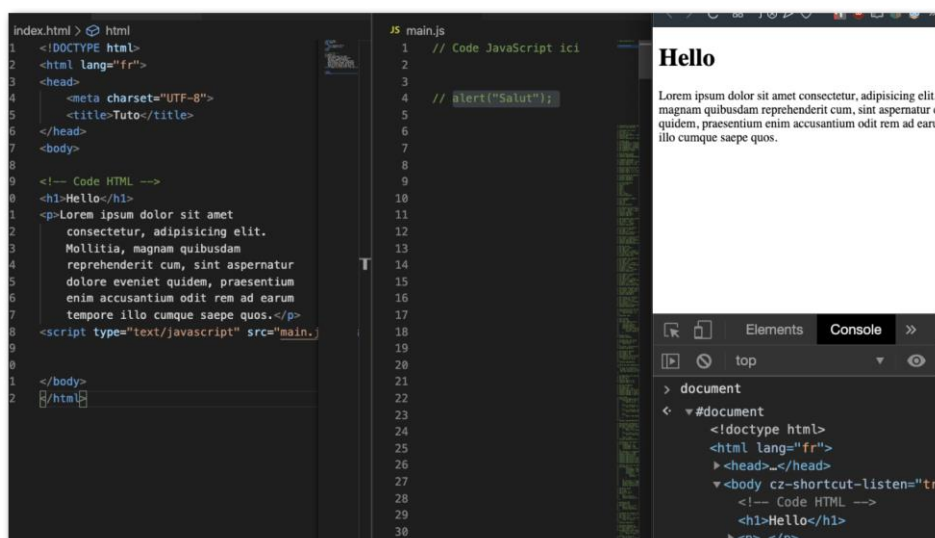 index.html > html
1 <!DOCTYPE html>
2 <html lang="fr">
3 <head>
4 <meta charset="UTF-8">
5 <title>Tuto</title>
6 </head>
7 <body>
8
9 <!-- Code HTML -->
0 <h1>Hello</h1>
1 <p>Lorem ipsum dolor sit amet
2 consectetur, adipisicing elit.
3 Mollitia, magnam quibusdam
4 reprehenderit cum, sint aspernatur
5 dolore eveniet quidem, praesentium
6 enim accusantium odit rem ad earum
7 tempore illo cumque saepe quos.</p>
8 <script type="text/javascript" src="main.j
9
0
1 </body>
2 </html>
JS main.js
1 // Code JavaScript ici
2
3
4 // alert("Salut");
5
6
7
8
9
10
11
12
13
14
15
16
17
18
19
20
21
22
23
24
25
26
27
28
29
30
Hello
Lorem ipsum dolor sit amet consectetur, adipisicing elit.
magnam quibusdam reprehenderit cum, sint aspernatur
quidem, praesentium enim accusantium odit rem ad earu
illo cumque saepe quos.
Elements Console »
top
> document
#document
<!doctype html>
<html lang="fr">
<head>…</head>
<body cz-shortcut-listen="tr
<!-- Code HTML -->
<h1>Hello</h1>